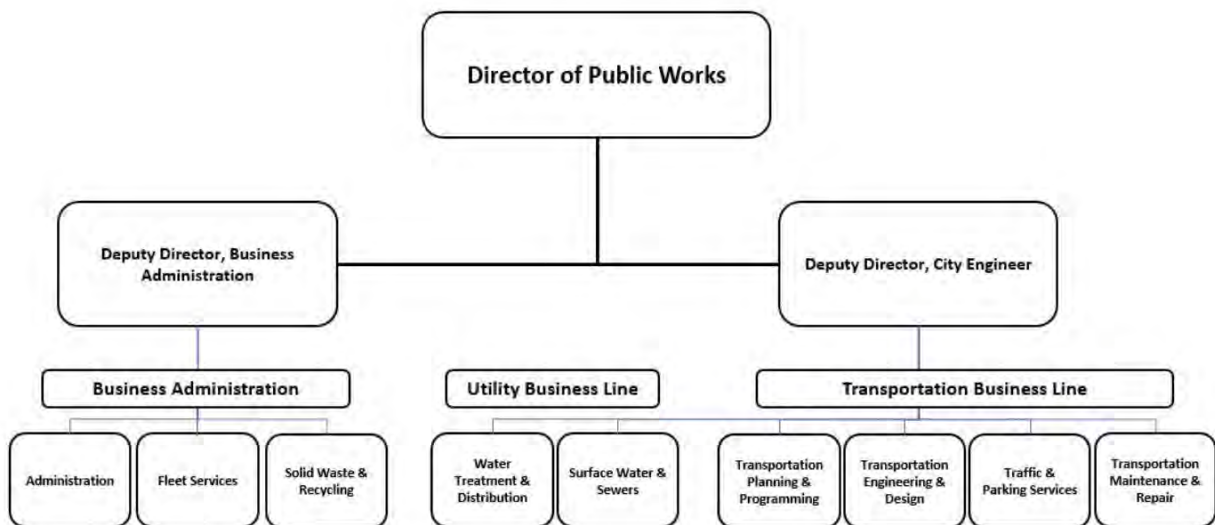 Director of Public Works
Deputy Director, Business
Administration
Deputy Director, City Engineer
Business Administration
Utility Business Line
Transportation Business Line
Administration
Fleet Services
Solid Waste &
Recycling
Water
Treatment &
Distribution
Surface Water &
Sewers
Transportation
Planning &
Programming
Transportation
Engineering &
Design
Traffic &
Parking Services
Transportation
Maintenance &
Repair